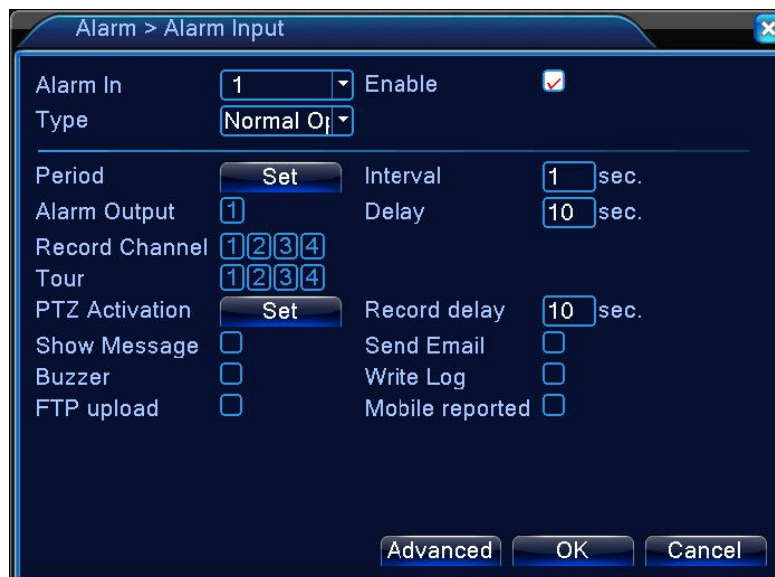 Alarm > Alarm Input
Alarm In 1 Enable
Type Normal Op
Period Set Interval 1 sec.
Alarm Output 1 Delay 10 sec.
Record Channel 1 2 3 4
Tour 1 2 3 4
PTZ Activation Set Record delay 10 sec.
Show Message Send Email
Buzzer Write Log
FTP upload Mobile reported
Advanced OK Cancel